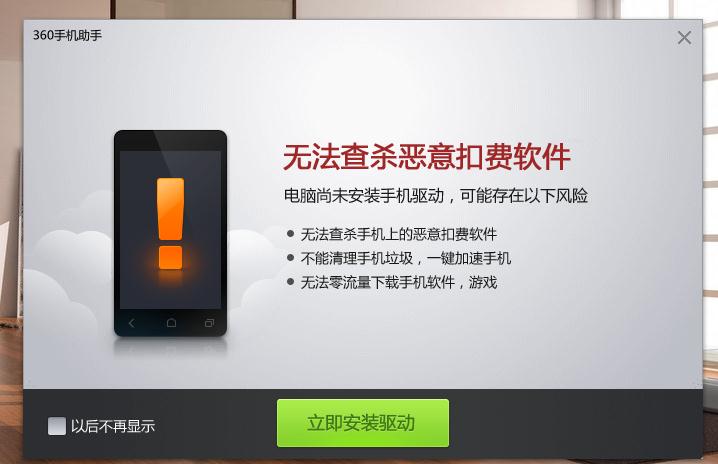 360手机助手
无法查杀恶意扣费软件
电脑尚未安装手机驱动，可能存在以下风险
无法查杀手机上的恶意扣费软件
不能清理手机垃圾，一键加速手机
无法零流量下载手机软件，游戏
以后不再显示
立即安装驱动